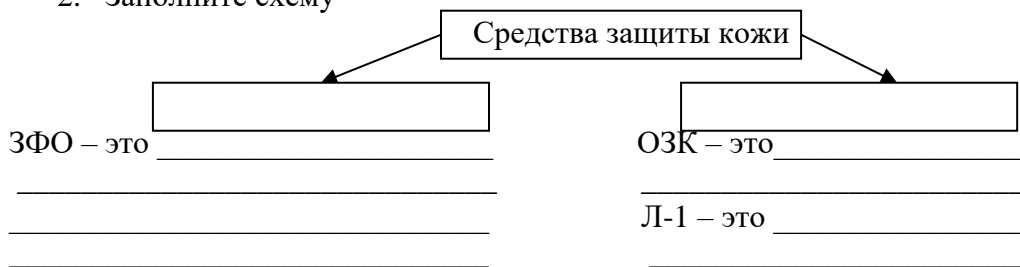 2. Заполните схему
Средства защиты кожи
ЗФО – это
ОЗК – это
Л-1 – это